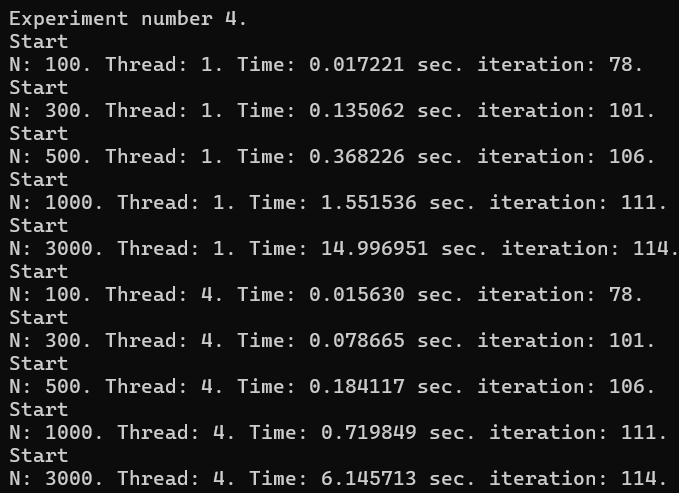 Experiment number 4.
Start
N: 100. Thread: 1. Time: 0.017221 sec. iteration: 78.
Start
N: 300. Thread: 1. Time: 0.135062 sec. iteration: 101.
Start
N: 500. Thread: 1. Time: 0.368226 sec. iteration: 106.
Start
N: 1000. Thread: 1. Time: 1.551536 sec. iteration: 111.
Start
N: 3000. Thread: 1. Time: 14.996951 sec. iteration: 114.
Start
N: 100. Thread: 4. Time: 0.015630 sec. iteration: 78.
Start
N: 300. Thread: 4. Time: 0.078665 sec. iteration: 101.
Start
N: 500. Thread: 4. Time: 0.184117 sec. iteration: 106.
Start
N: 1000. Thread: 4. Time: 0.719849 sec. iteration: 111.
Start
N: 3000. Thread: 4. Time: 6.145713 sec. iteration: 114.